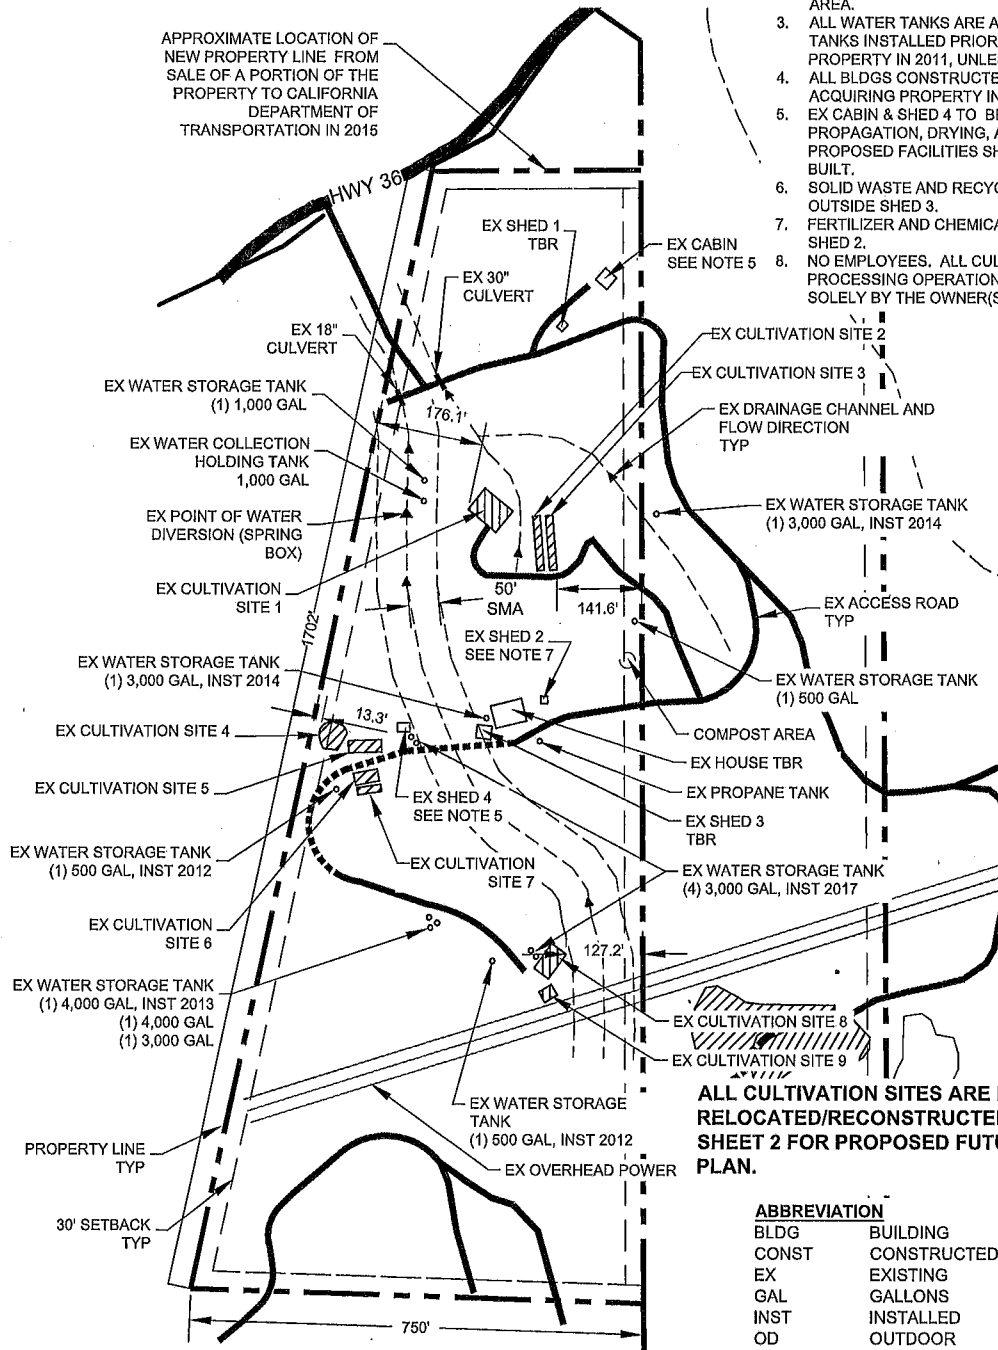 AREA.
3. ALL WATER TANKS ARE A
TANKS INSTALLED PRIOR
PROPERTY IN 2011, UNLE
4. ALL BLDGS CONSTRUCTE
ACQUIRING PROPERTY IN
5. EX CABIN & SHED 4 TO BE
PROPAGATION, DRYING, A
PROPOSED FACILITIES SH
BUILT.
6. SOLID WASTE AND RECYC
OUTSIDE SHED 3.
7. FERTILIZER AND CHEMICA
SHED 2.
8. NO EMPLOYEES. ALL CUL
PROCESSING OPERATION
SOLELY BY THE OWNER(S
APPROXIMATE LOCATION OF
NEW PROPERTY LINE FROM
SALE OF A PORTION OF THE
PROPERTY TO CALIFORNIA
DEPARTMENT OF
TRANSPORTATION IN 2015
HWY 36
EX SHED 1
TBR
EX CABIN
SEE NOTE 5
EX 30"
CULVERT
EX 18"
CULVERT
EX CULTIVATION SITE 2
EX CULTIVATION SITE 3
EX WATER STORAGE TANK
(1) 1,000 GAL
176.1'
EX DRAINAGE CHANNEL AND
FLOW DIRECTION
TYP
EX WATER COLLECTION
HOLDING TANK
1,000 GAL
EX WATER STORAGE TANK
(1) 3,000 GAL, INST 2014
EX POINT OF WATER
DIVERSION (SPRING
BOX)
EX CULTIVATION
SITE 1
50'
SMA
141.6'
EX ACCESS ROAD
TYP
1702'
EX SHED 2
SEE NOTE 7
EX WATER STORAGE TANK
(1) 3,000 GAL, INST 2014
EX WATER STORAGE TANK
(1) 500 GAL
13.3'
EX CULTIVATION SITE 4
COMPOST AREA
EX HOUSE TBR
EX CULTIVATION SITE 5
EX SHED 4
SEE NOTE 5
EX PROPANE TANK
EX SHED 3
TBR
EX WATER STORAGE TANK
(1) 500 GAL, INST 2012
EX CULTIVATION
SITE 7
EX WATER STORAGE TANK
(4) 3,000 GAL, INST 2017
EX CULTIVATION
SITE 6
127.2'
EX WATER STORAGE TANK
(1) 4,000 GAL, INST 2013
(1) 4,000 GAL
(1) 3,000 GAL
EX CULTIVATION SITE 8
EX CULTIVATION SITE 9
EX WATER STORAGE
TANK
(1) 500 GAL, INST 2012
ALL CULTIVATION SITES ARE
RELOCATED/RECONSTRUCTE
SHEET 2 FOR PROPOSED FUTU
PLAN.
PROPERTY LINE
TYP
EX OVERHEAD POWER
30' SETBACK
TYP
750'
ABBREVIATION
BLDG BUILDING
CONST CONSTRUCTED
EX EXISTING
GAL GALLONS
INST INSTALLED
OD OUTDOOR